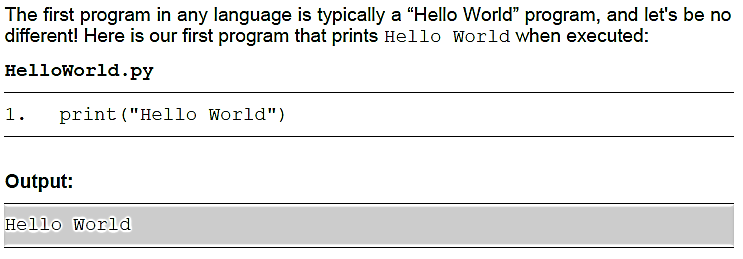 The first program in any language is typically a “Hello World” program, and let's be no
different! Here is our first program that prints Hello World when executed:
HelloWorld.py
1. print("Hello World")
Output:
Hello World